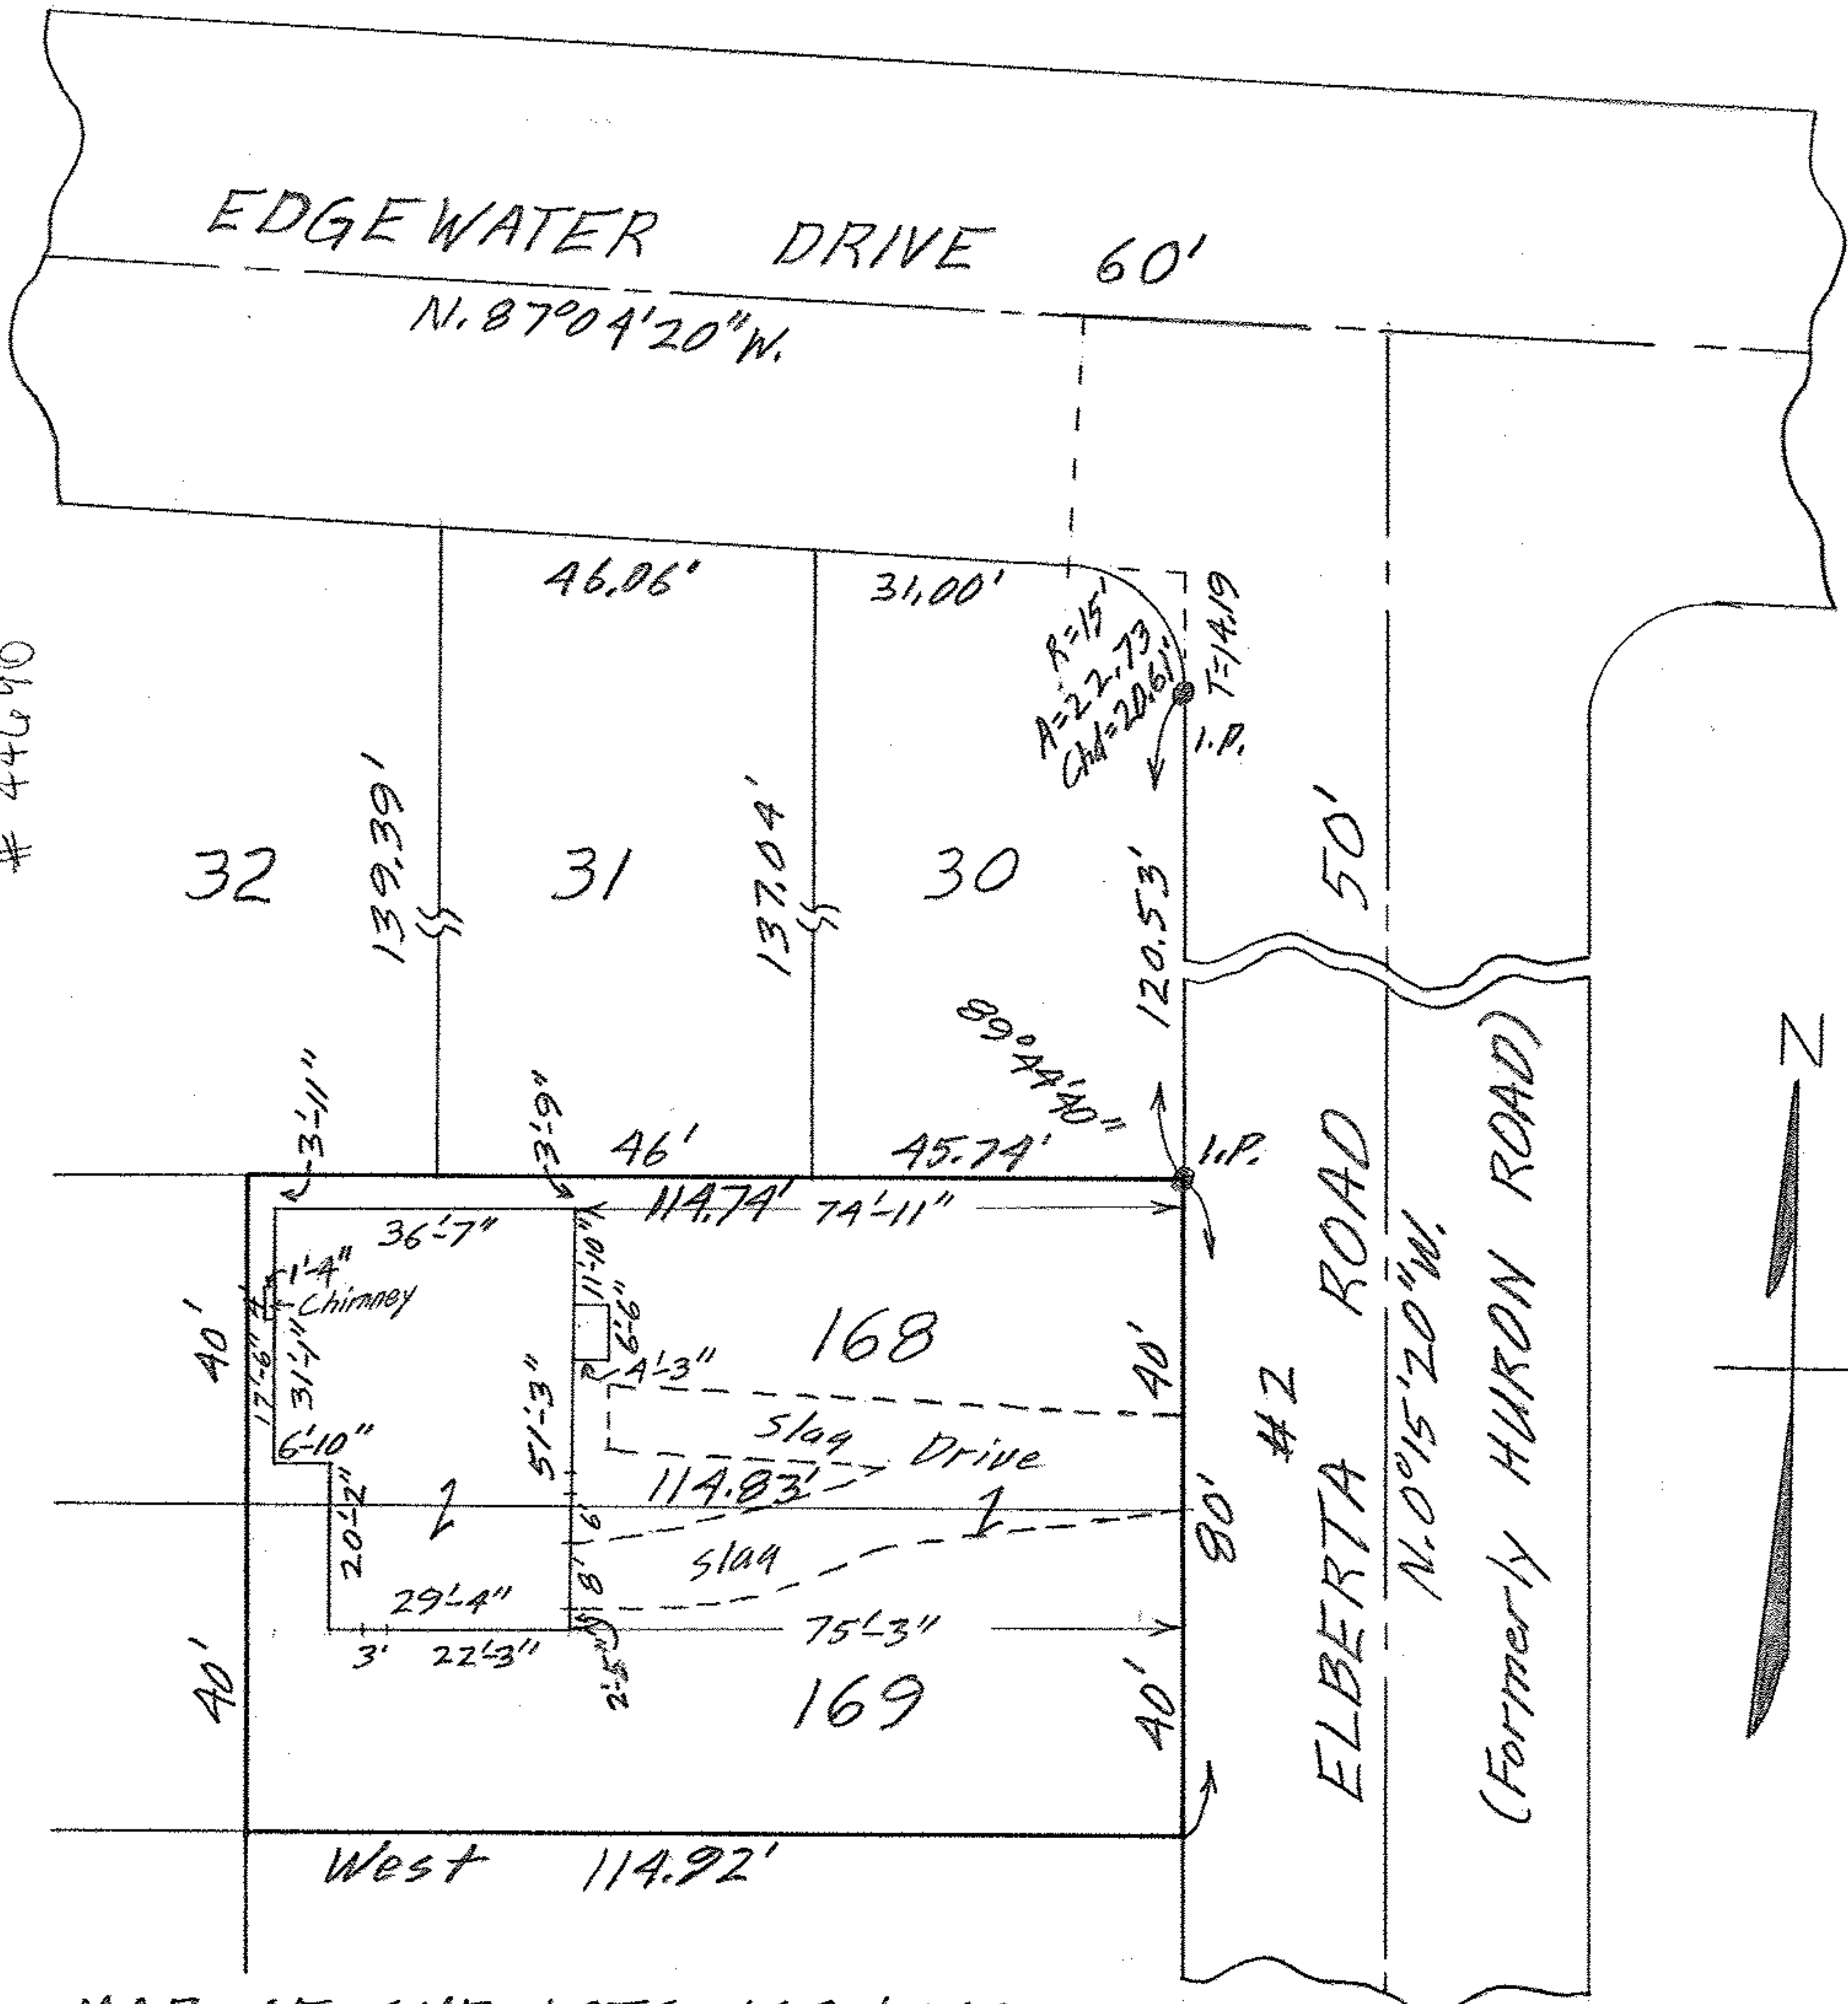 EDGEWATER DRIVE 60'
N. 87°04'20" W.
# 44690
46.06'
31.00'
R=15'
A=22.73
Chd=20.61'
T=14.19
I.P.
139.39'
137.04'
120.53'
50'
32
31
30
89°44'40"
3'-11"
3'-9"
46'
45.74'
I.P.
114.74'
74'-11"
36'-7"
11'-10"
6'-6"
4'-3"
1'-4"
4'
Chimney
40'
17'-6"
31'-1"
6'-10"
51'-3"
168
40'
Slag Drive
114.83'
20'-2"
2
1
6'
8'
slag
80'
#2
29'-4"
3'
22'-3"
2'-5"
75'-3"
40'
169
40'
West 114.92'
ELBERTA ROAD
N. 0°15'20" W.
(Formerly HURON ROAD)
N